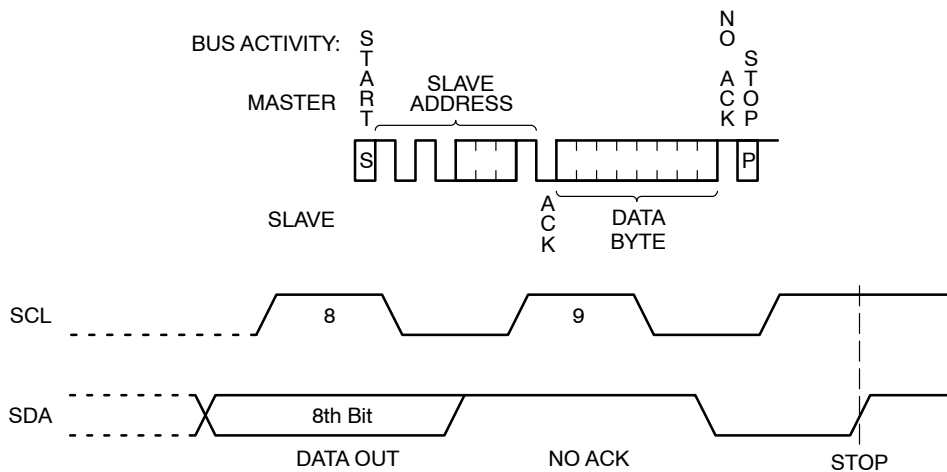 BUS ACTIVITY:
MASTER
START
SLAVE
ADDRESS
NO ACK
STOP
S
P
SLAVE
ACK
DATA
BYTE
SCL
8
9
SDA
8th Bit
DATA OUT
NO ACK
STOP